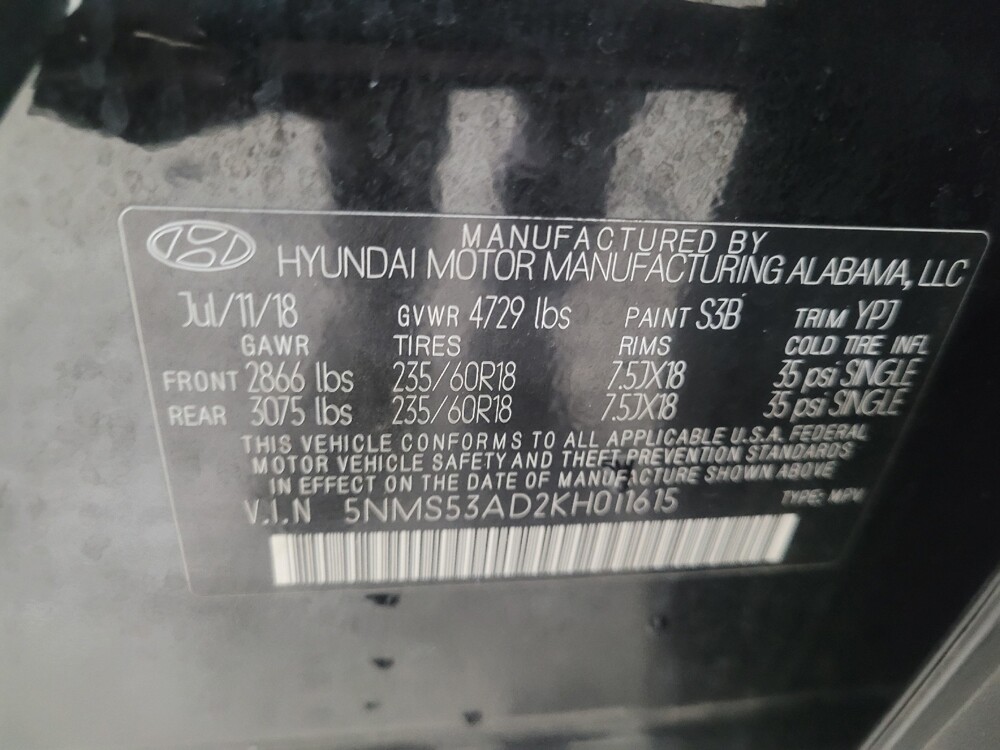 MANUFACTURED BY
HYUNDAI MOTOR MANUFACTURING ALABAMA, LLC
Jul/11/18 GVWR 4729 lbs PAINT S3B TRIM YPJ
GAWR TIRES RIMS COLD TIRE INFL
FRONT 2866 lbs 235/60R18 7.5JX18 35 psi SINGLE
REAR 3075 lbs 235/60R18 7.5JX18 35 psi SINGLE
THIS VEHICLE CONFORMS TO ALL APPLICABLE U.S.A. FEDERAL
MOTOR VEHICLE SAFETY AND THEFT PREVENTION STANDARDS
IN EFFECT ON THE DATE OF MANUFACTURE SHOWN ABOVE
V.I.N 5NMS53AD2KH011615 TYPE: MPV